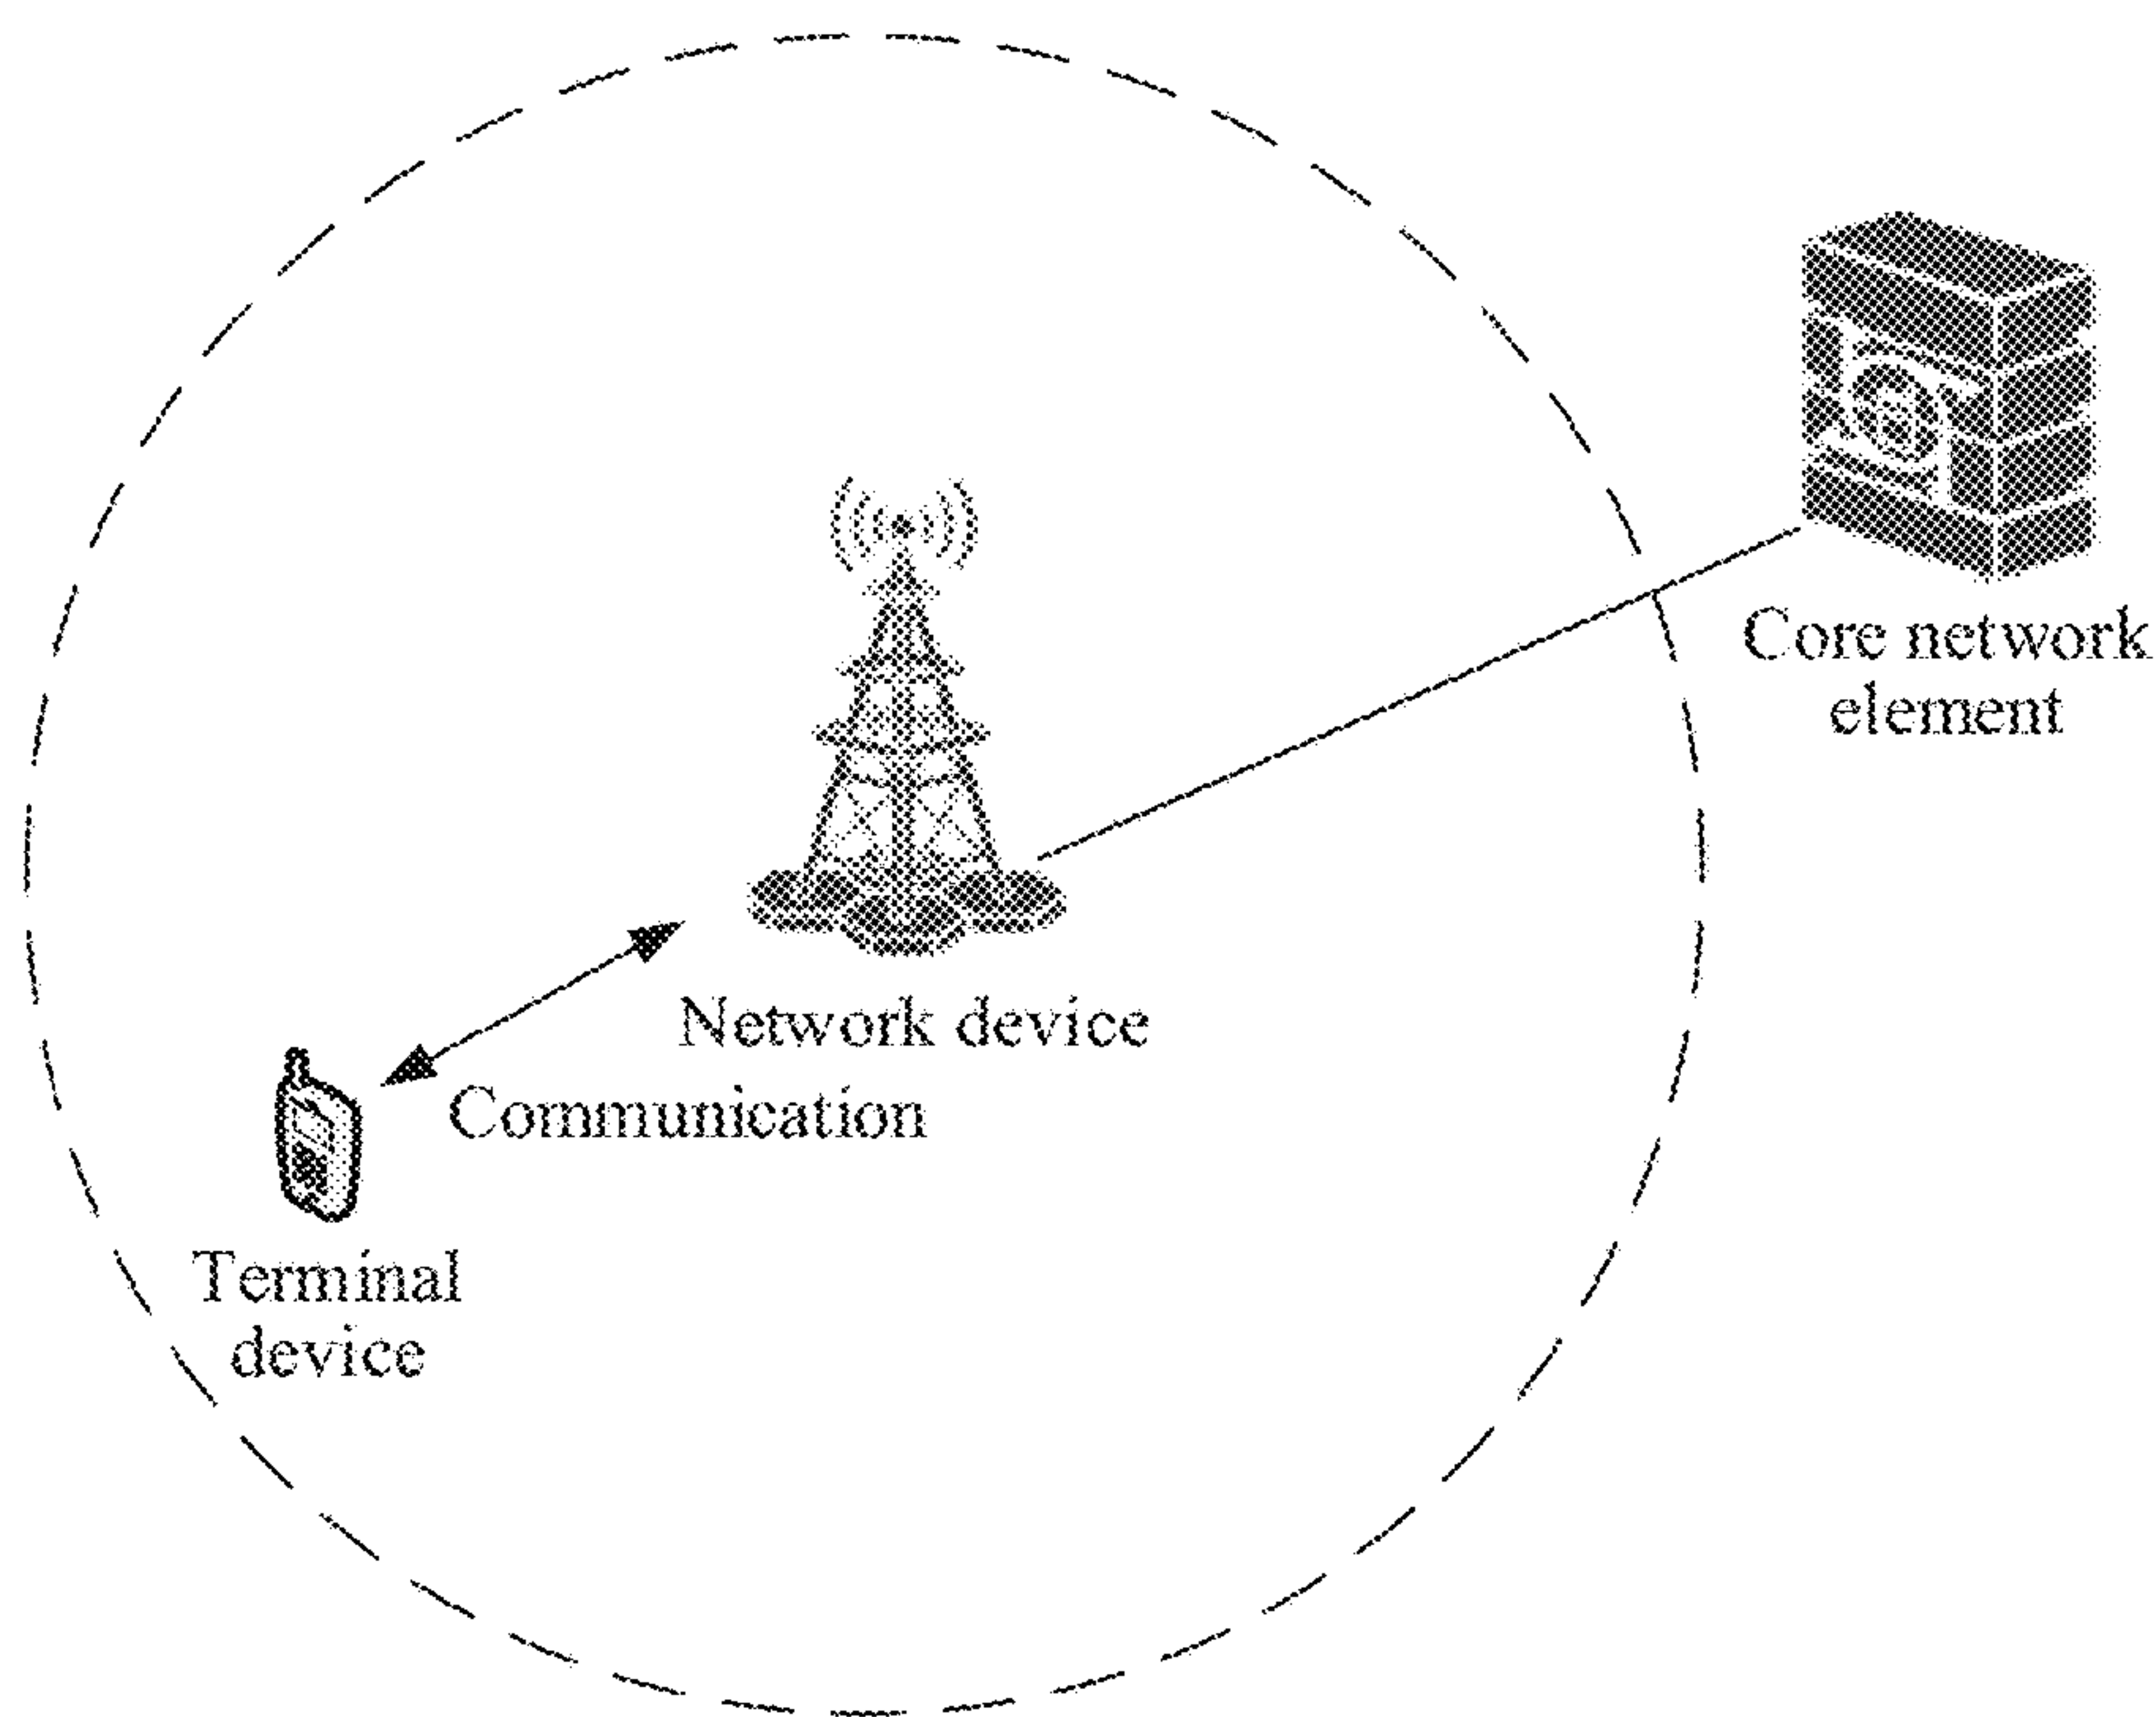 Core network
element
Network device
Communication
Terminal
device